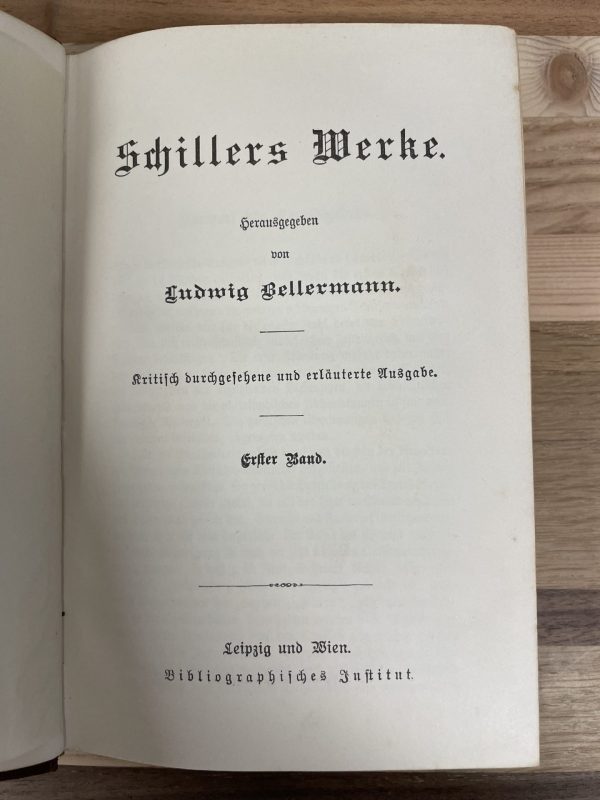 Schillers Werke.
Herausgegeben
von
Ludwig Bellermann.
Kritiſch durchgeſehene und erläuterte Ausgabe.
Erſter Band.
Leipzig und Wien.
Bibliographiſches Inſtitut.